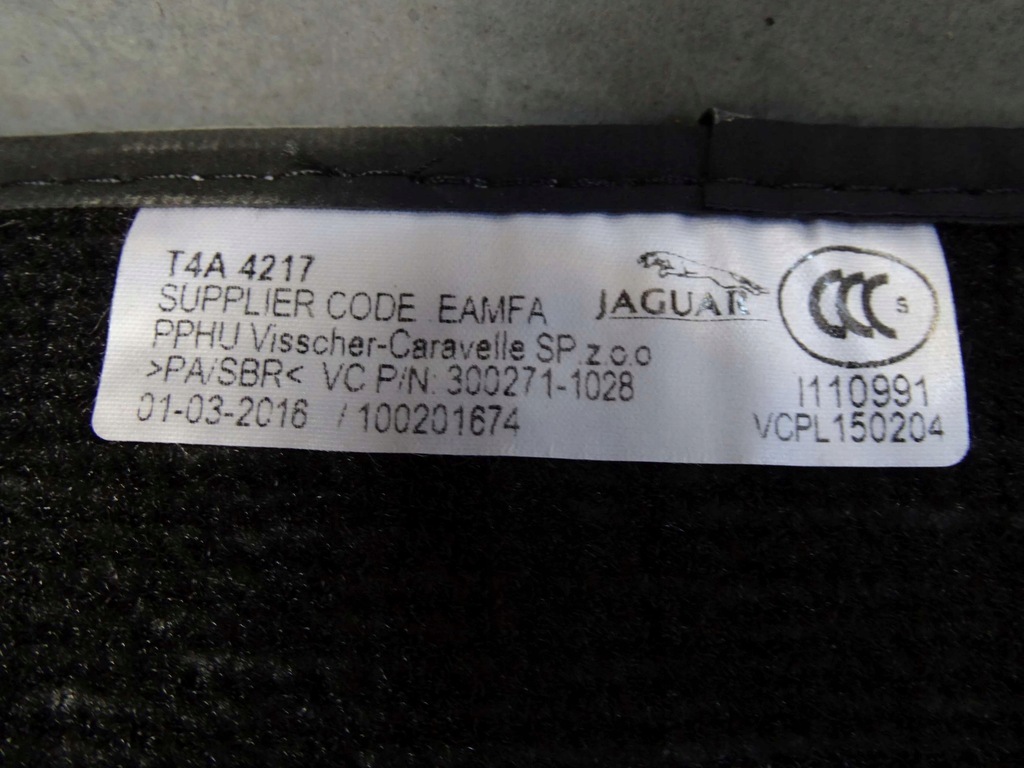 T4A 4217
SUPPLIER CODE EAMFA
PPHU Visscher-Caravelle SP.z.o.o
>PA/SBR< VC P/N: 300271-1028
01-03-2016 / 100201674
JAGUAR
CCC S
I110991
VCPL150204